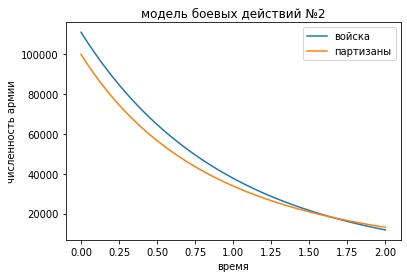 модель боевых действий №2
войска
партизаны
численность армии
100000
80000
60000
40000
20000
0.00 0.25 0.50 0.75 1.00 1.25 1.50 1.75 2.00
время